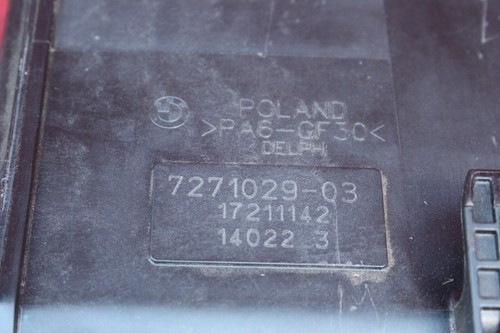 POLAND
>PA6-GF30<
DELPHI
7271029-03
17211142
14022 3